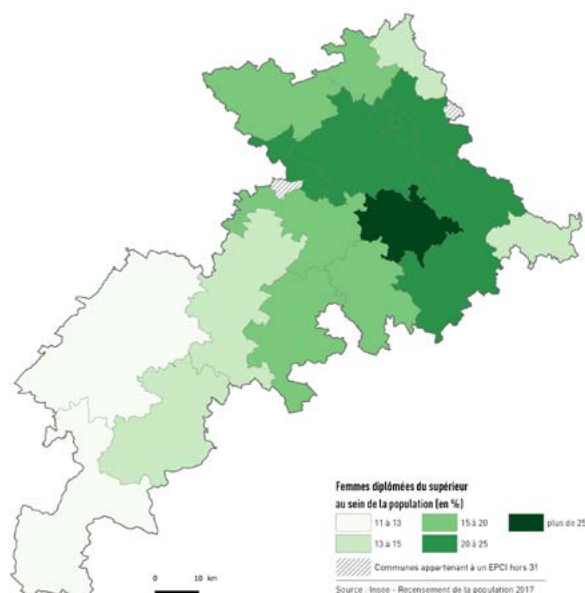 Femmes diplômées du supérieur
au sein de la population (en %)
11 à 13
15 à 20
plus de 25
13 à 15
20 à 25
Communes appartenant à un EPCI hors 31
0 10 km
Source : Insee - Recensement de la population 2017